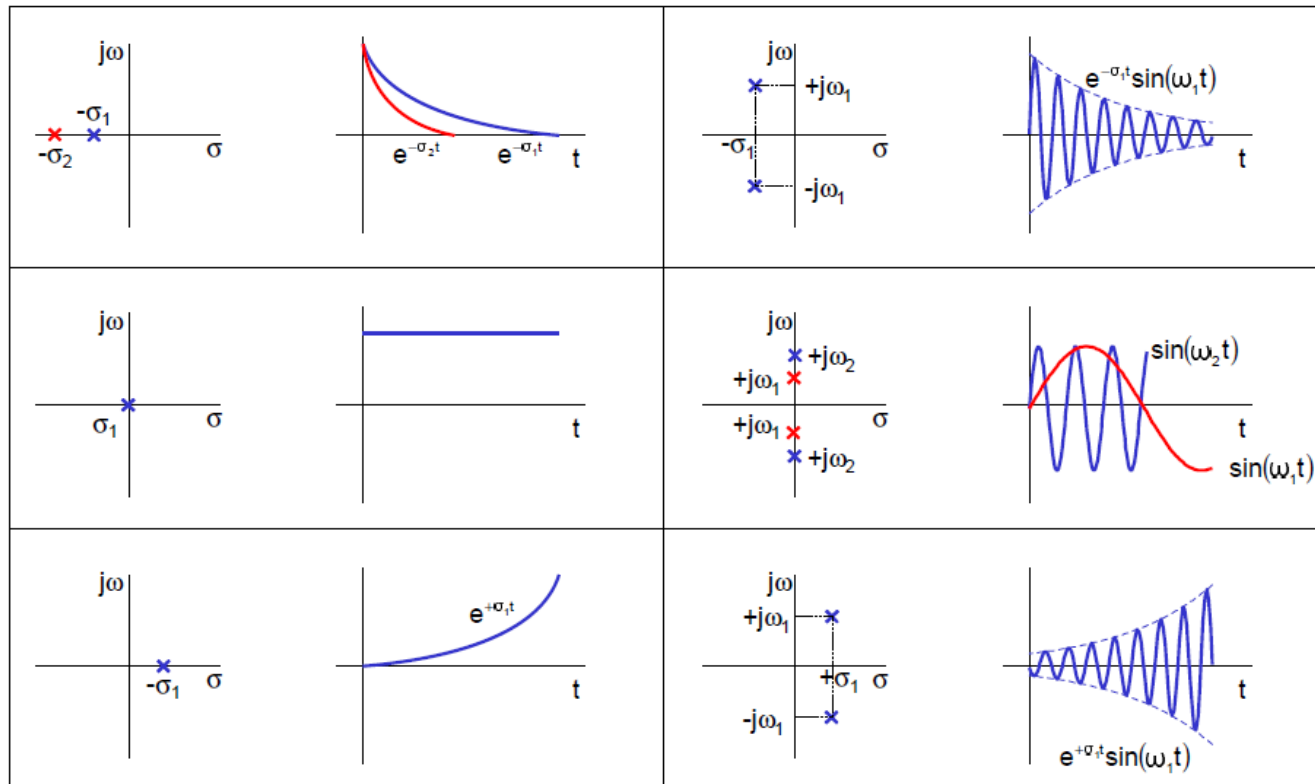 jω
-σ₁
-σ₂
σ
e^{-σ₂t}
e^{-σ₁t}
t
jω
+jω₁
-σ₁
σ
-jω₁
e^{-σ₁t}sin(ω₁t)
t
jω
σ₁
σ
t
jω
+jω₂
+jω₁
σ
+jω₁
+jω₂
sin(ω₂t)
t
sin(ω₁t)
jω
-σ₁
σ
e^{+σ₁t}
t
jω
+jω₁
+σ₁
σ
-jω₁
t
e^{+σ₁t}sin(ω₁t)